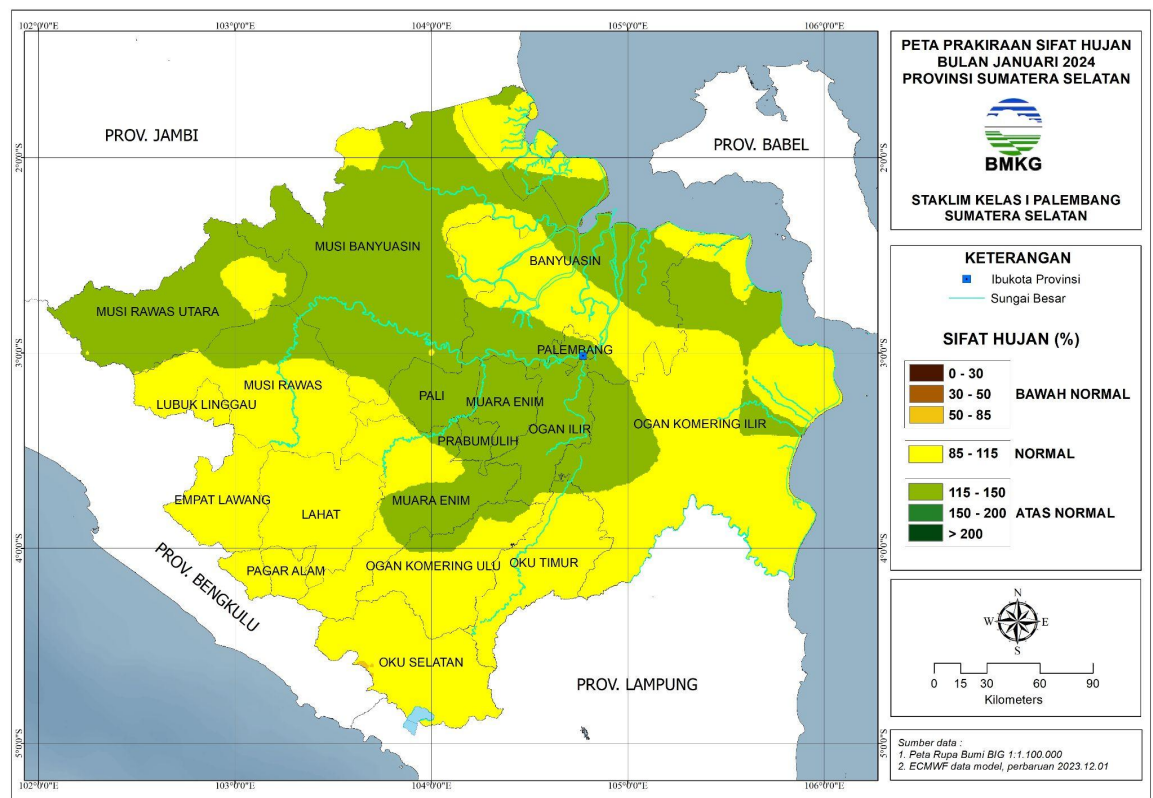 102°0'0"E
103°0'0"E
104°0'0"E
105°0'0"E
106°0'0"E
PROV. JAMBI
PROV. BABEL
2°0'0"S
2°0'0"S
MUSI BANYUASIN
BANYUASIN
MUSI RAWAS UTARA
PALEMBANG
3°0'0"S
3°0'0"S
MUSI RAWAS
LUBUK LINGGAU
PALI
MUARA ENIM
OGAN ILIR
OGAN KOMERING ILIR
PRABUMULIH
EMPAT LAWANG
LAHAT
MUARA ENIM
4°0'0"S
4°0'0"S
PAGAR ALAM
OGAN KOMERING ULU
OKU TIMUR
PROV. BENGKULU
OKU SELATAN
PROV. LAMPUNG
5°0'0"S
5°0'0"S
102°0'0"E
103°0'0"E
104°0'0"E
105°0'0"E
106°0'0"E
PETA PRAKIRAAN SIFAT HUJAN
BULAN JANUARI 2024
PROVINSI SUMATERA SELATAN
BMKG
STAKLIM KELAS I PALEMBANG
SUMATERA SELATAN
KETERANGAN
Ibukota Provinsi
Sungai Besar
SIFAT HUJAN (%)
0 - 30
30 - 50 BAWAH NORMAL
50 - 85
85 - 115 NORMAL
115 - 150
150 - 200 ATAS NORMAL
> 200
N
W E
S
0 15 30 60 90
Kilometers
Sumber data :
1. Peta Rupa Bumi BIG 1:1.100.000
2. ECMWF data model, perbaruan 2023.12.01